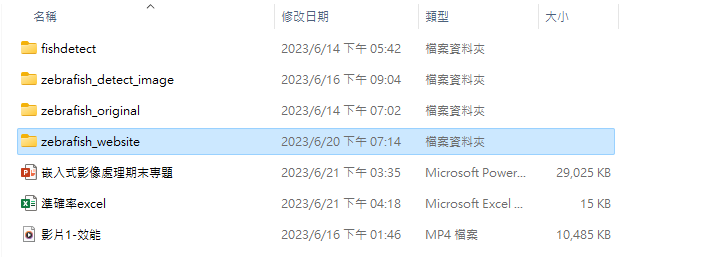 名稱 修改日期 類型 大小
fishdetect 2023/6/14 下午 05:42 檔案資料夾
zebrafish_detect_image 2023/6/16 下午 09:04 檔案資料夾
zebrafish_original 2023/6/14 下午 07:02 檔案資料夾
zebrafish_website 2023/6/20 下午 07:14 檔案資料夾
嵌入式影像處理期末專題 2023/6/21 下午 03:35 Microsoft Power... 29,025 KB
準確率excel 2023/6/21 下午 04:18 Microsoft Excel ... 15 KB
影片1-效能 2023/6/16 下午 01:46 MP4 檔案 10,485 KB